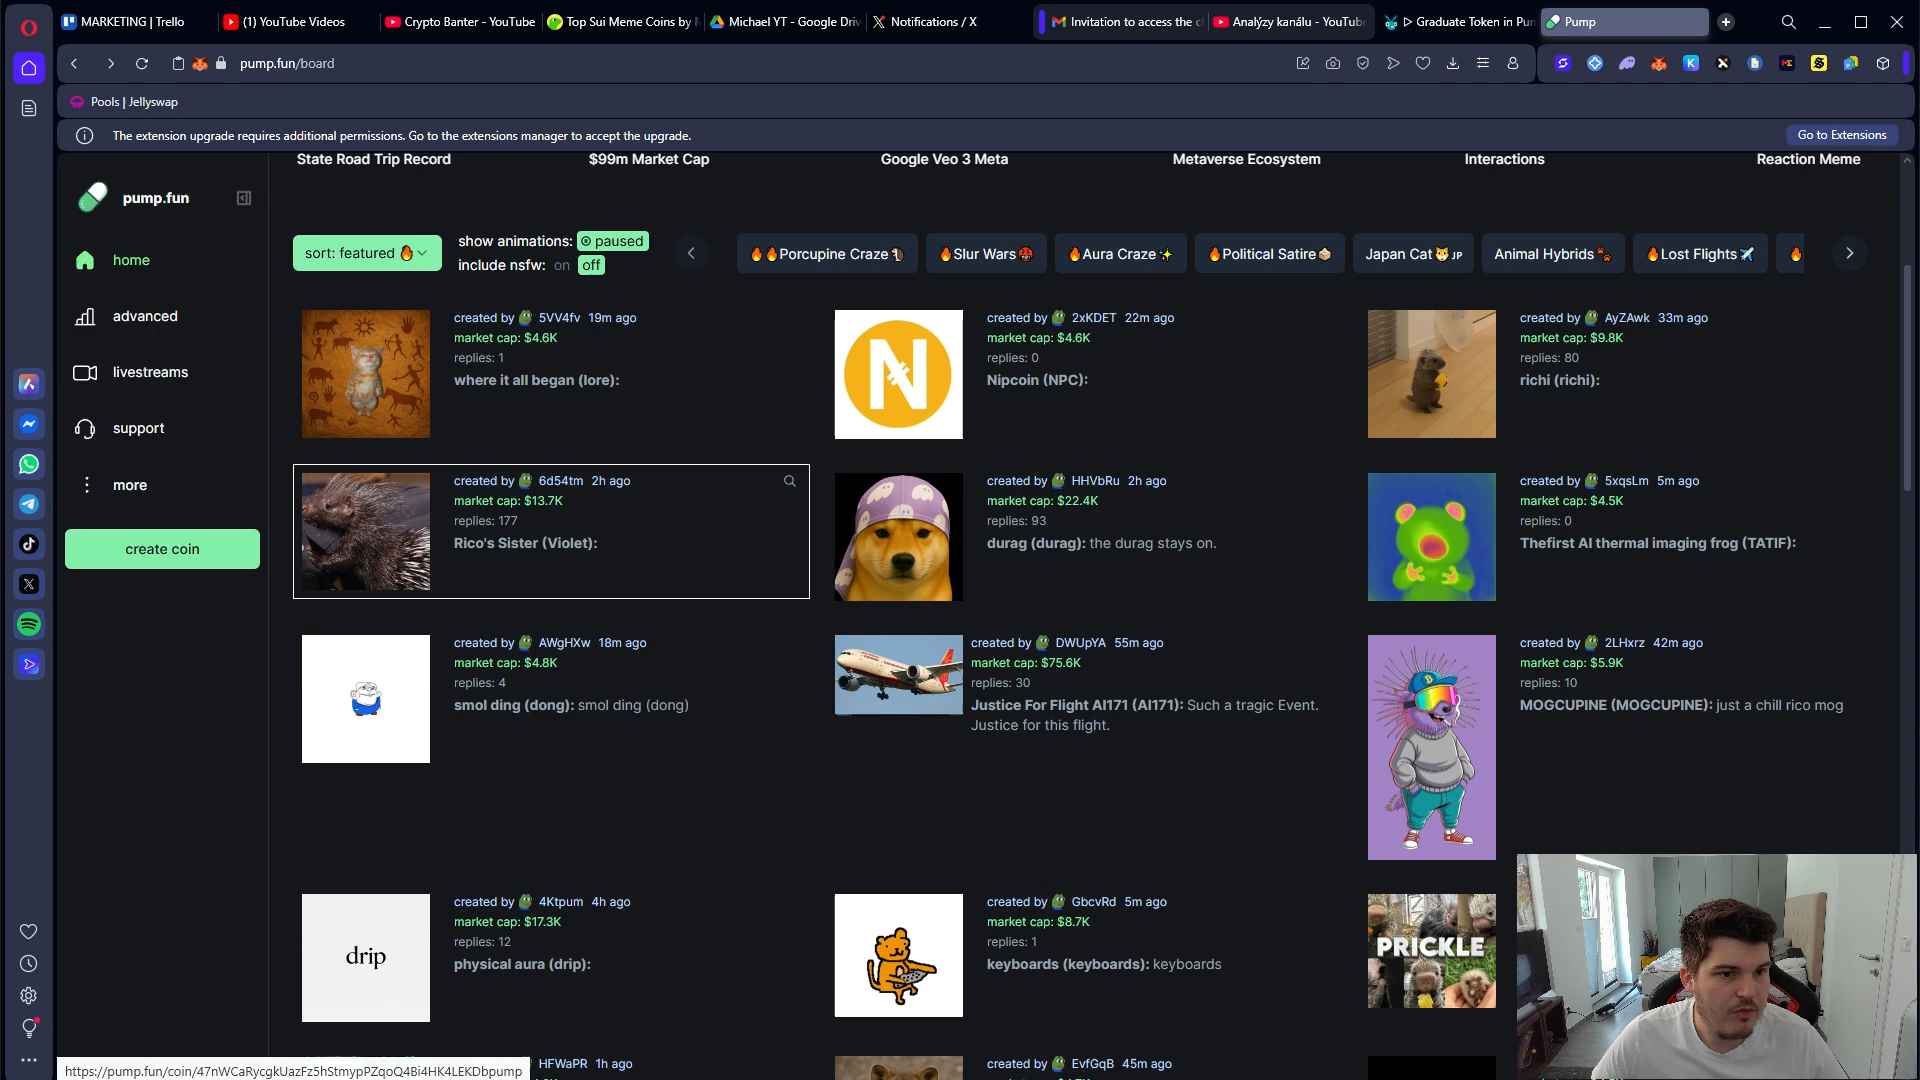 MARKETING | Trello
(1) YouTube Videos
Crypto Banter - YouTube
Top Sui Meme Coins by
Michael YT - Google Driv
Notifications / X
Invitation to access the c
Analýzy kanálu - YouTube
Graduate Token in Pum
Pump
pump.fun/board
Pools | Jellyswap
The extension upgrade requires additional permissions. Go to the extensions manager to accept the upgrade.
Go to Extensions
State Road Trip Record
$99m Market Cap
Google Veo 3 Meta
Metaverse Ecosystem
Interactions
Reaction Meme
pump.fun
home
advanced
livestreams
support
more
create coin
sort: featured
show animations: paused
include nsfw: on off
Porcupine Craze
Slur Wars
Aura Craze
Political Satire
Japan Cat JP
Animal Hybrids
Lost Flights
created by 5VV4fv 19m ago
market cap: $4.6K
replies: 1
where it all began (lore):
N
created by 2xKDET 22m ago
market cap: $4.6K
replies: 0
Nipcoin (NPC):
created by AyZAwk 33m ago
market cap: $9.8K
replies: 80
richi (richi):
created by 6d54tm 2h ago
market cap: $13.7K
replies: 177
Rico's Sister (Violet):
created by HHVbRu 2h ago
market cap: $22.4K
replies: 93
durag (durag): the durag stays on.
created by 5xqsLm 5m ago
market cap: $4.5K
replies: 0
Thefirst AI thermal imaging frog (TATIF):
created by AWgHXw 18m ago
market cap: $4.8K
replies: 4
smol ding (dong): smol ding (dong)
created by DWUpYA 55m ago
market cap: $75.6K
replies: 30
Justice For Flight AI171 (AI171): Such a tragic Event.
Justice for this flight.
created by 2LHxrz 42m ago
market cap: $5.9K
replies: 10
MOGCUPINE (MOGCUPINE): just a chill rico mog
drip
created by 4Ktpum 4h ago
market cap: $17.3K
replies: 12
physical aura (drip):
created by GbcvRd 5m ago
market cap: $8.7K
replies: 1
keyboards (keyboards): keyboards
PRICKLE
HFWaPR 1h ago
created by EvfGqB 45m ago
https://pump.fun/coin/47nWCaRycgkUazFz5hStmypPZqoQ4Bi4HK4LEKDbpump